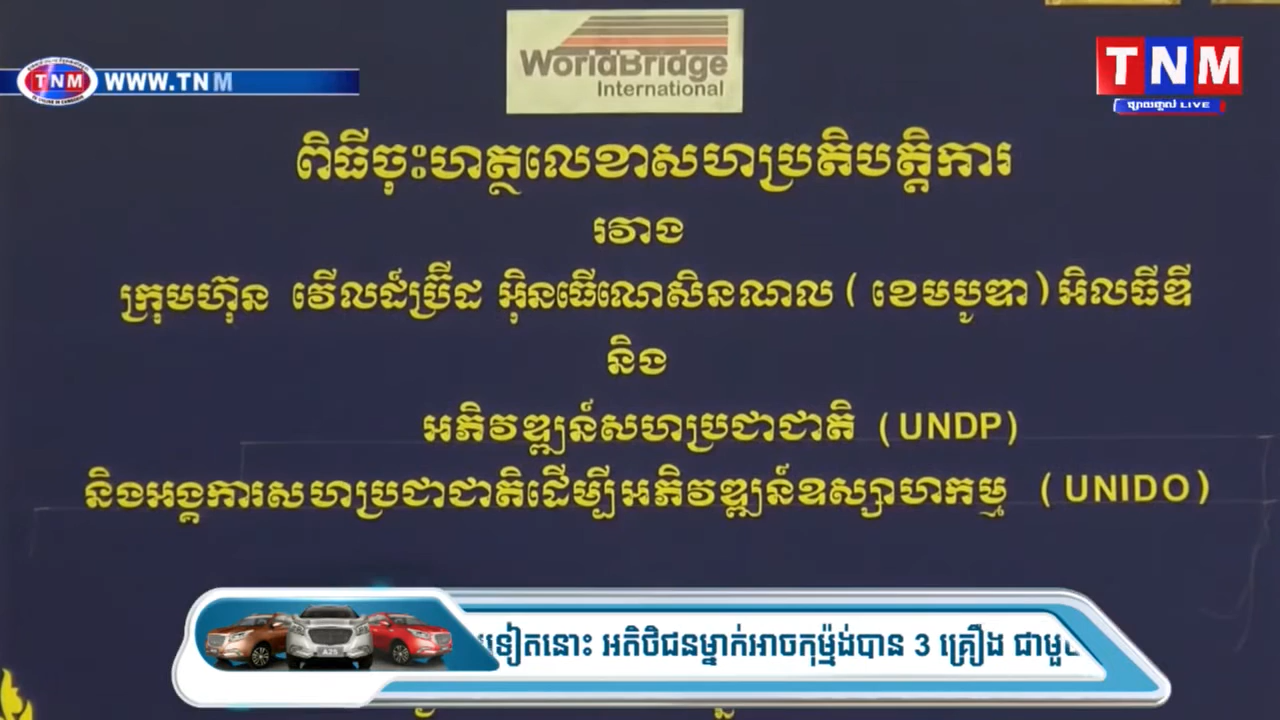 WorldBridge
International
TNM WWW.TNM
TNM
ផ្សាយផ្ទាល់ LIVE
ពិធីចុះហត្ថលេខាសហប្រតិបត្តិការ
រវាង
ក្រុមហ៊ុន វើលដ៍ប្រ៊ីដ អ៊ិនធើណេសិនណល ( ខេមបូឌា ) អិលធីឌី
និង
អភិវឌ្ឍន៍សហប្រជាជាតិ (UNDP)
និងអង្គការសហប្រជាជាតិដើម្បីអភិវឌ្ឍន៍ឧស្សាហកម្ម (UNIDO)
ទៀតនោះ អតិថិជនម្នាក់អាចកុម្ម៉ង់បាន 3 គ្រឿង
A25